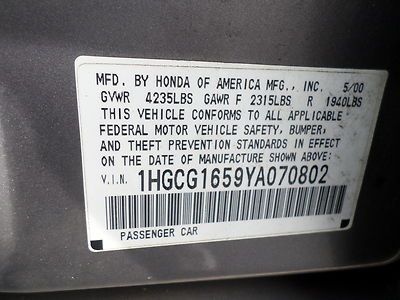 MFD. BY HONDA OF AMERICA MFG., INC. 5/00
GVWR 4235LBS GAWR F 2315LBS R 1940LBS
THIS VEHICLE CONFORMS TO ALL APPLICABLE
FEDERAL MOTOR VEHICLE SAFETY, BUMPER,
AND THEFT PREVENTION STANDARDS IN EFFECT
ON THE DATE OF MANUFACTURE SHOWN ABOVE.
V.I.N. 1HGCG1659YA070802
PASSENGER CAR